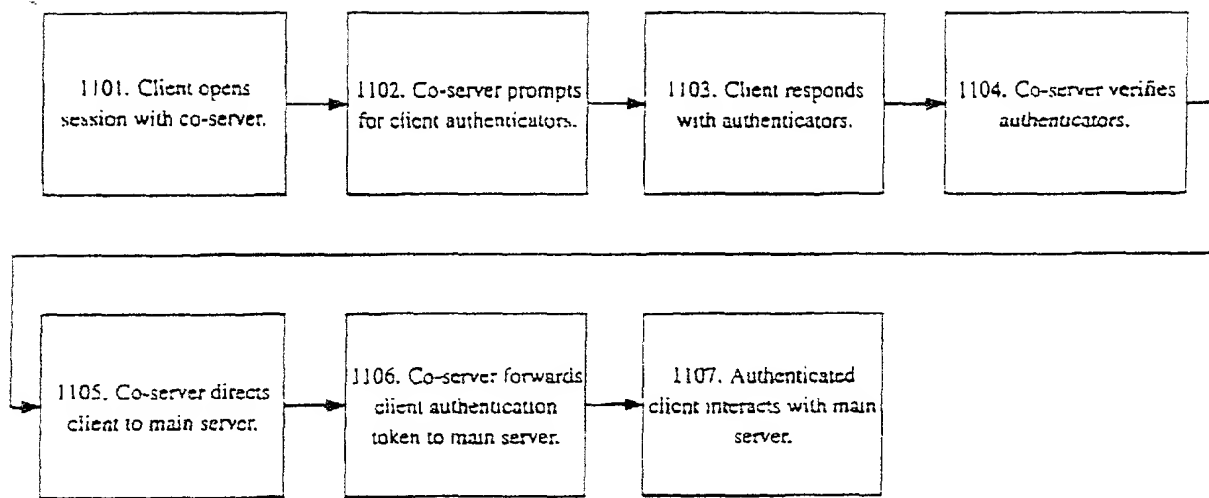 1101. Client opens
session with co-server.
1102. Co-server prompts
for client authenticators.
1103. Client responds
with authenticators.
1104. Co-server verifies
authenticators.
1105. Co-server directs
client to main server.
1106. Co-server forwards
client authentication
token to main server.
1107. Authenticated
client interacts with main
server.